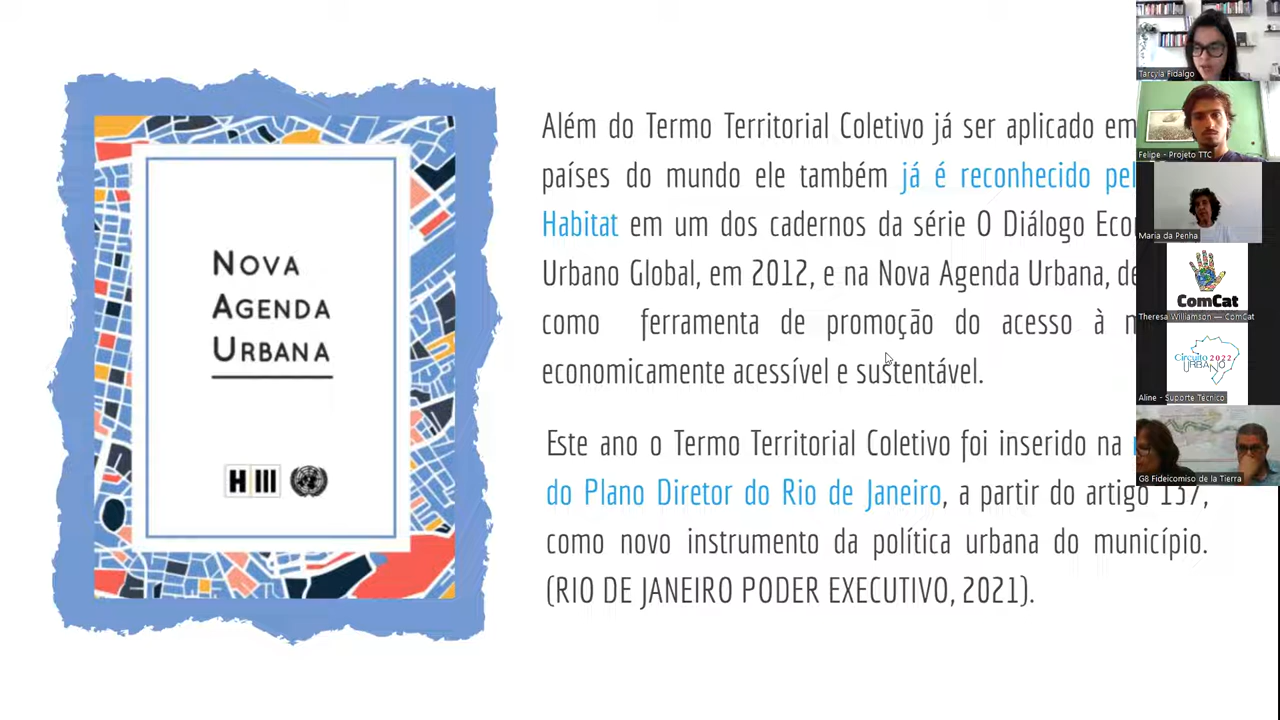 NOVA
AGENDA
URBANA
H III
Além do Termo Territorial Coletivo já ser aplicado em
países do mundo ele também já é reconhecido pel
Habitat em um dos cadernos da série O Diálogo Eco
Urbano Global, em 2012, e na Nova Agenda Urbana, de
como ferramenta de promoção do acesso à m
economicamente acessível e sustentável.
Este ano o Termo Territorial Coletivo foi inserido na
do Plano Diretor do Rio de Janeiro, a partir do artigo 137,
como novo instrumento da política urbana do município.
(RIO DE JANEIRO PODER EXECUTIVO, 2021).
Tarcyla Fidalgo
Felipe - Projeto TTC
Maria da Penha
ComCat
Theresa Williamson — ComCat
Circuito 2022
URBANO
Aline - Suporte Técnico
G8 Fideicomiso de la Tierra